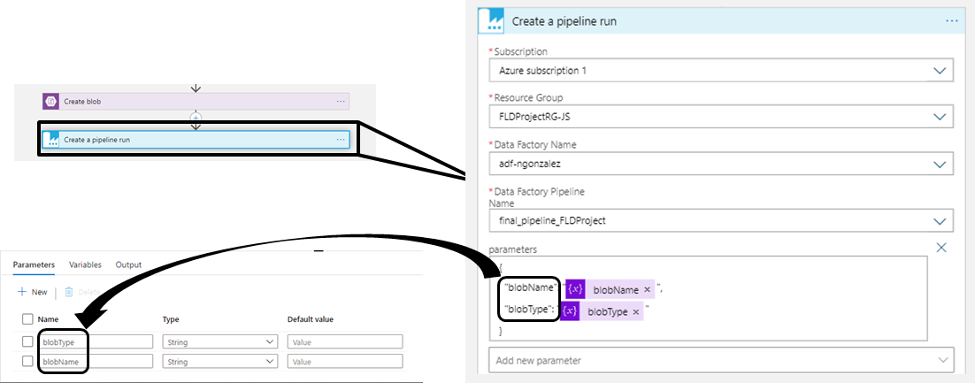 Create blob
...
Create a pipeline run
...
Parameters Variables Output
+ New
Delete
Name Type Default value
blobType String Value
blobName String Value
Create a pipeline run
...
*Subscription
Azure subscription 1
*Resource Group
FLDProjectRG-JS
*Data Factory Name
adf-ngonzalez
*Data Factory Pipeline
Name
final_pipeline_FLDProject
parameters
{
"blobName" "{x} blobName ×",
"blobType": "{x} blobType × "
}
Add new parameter